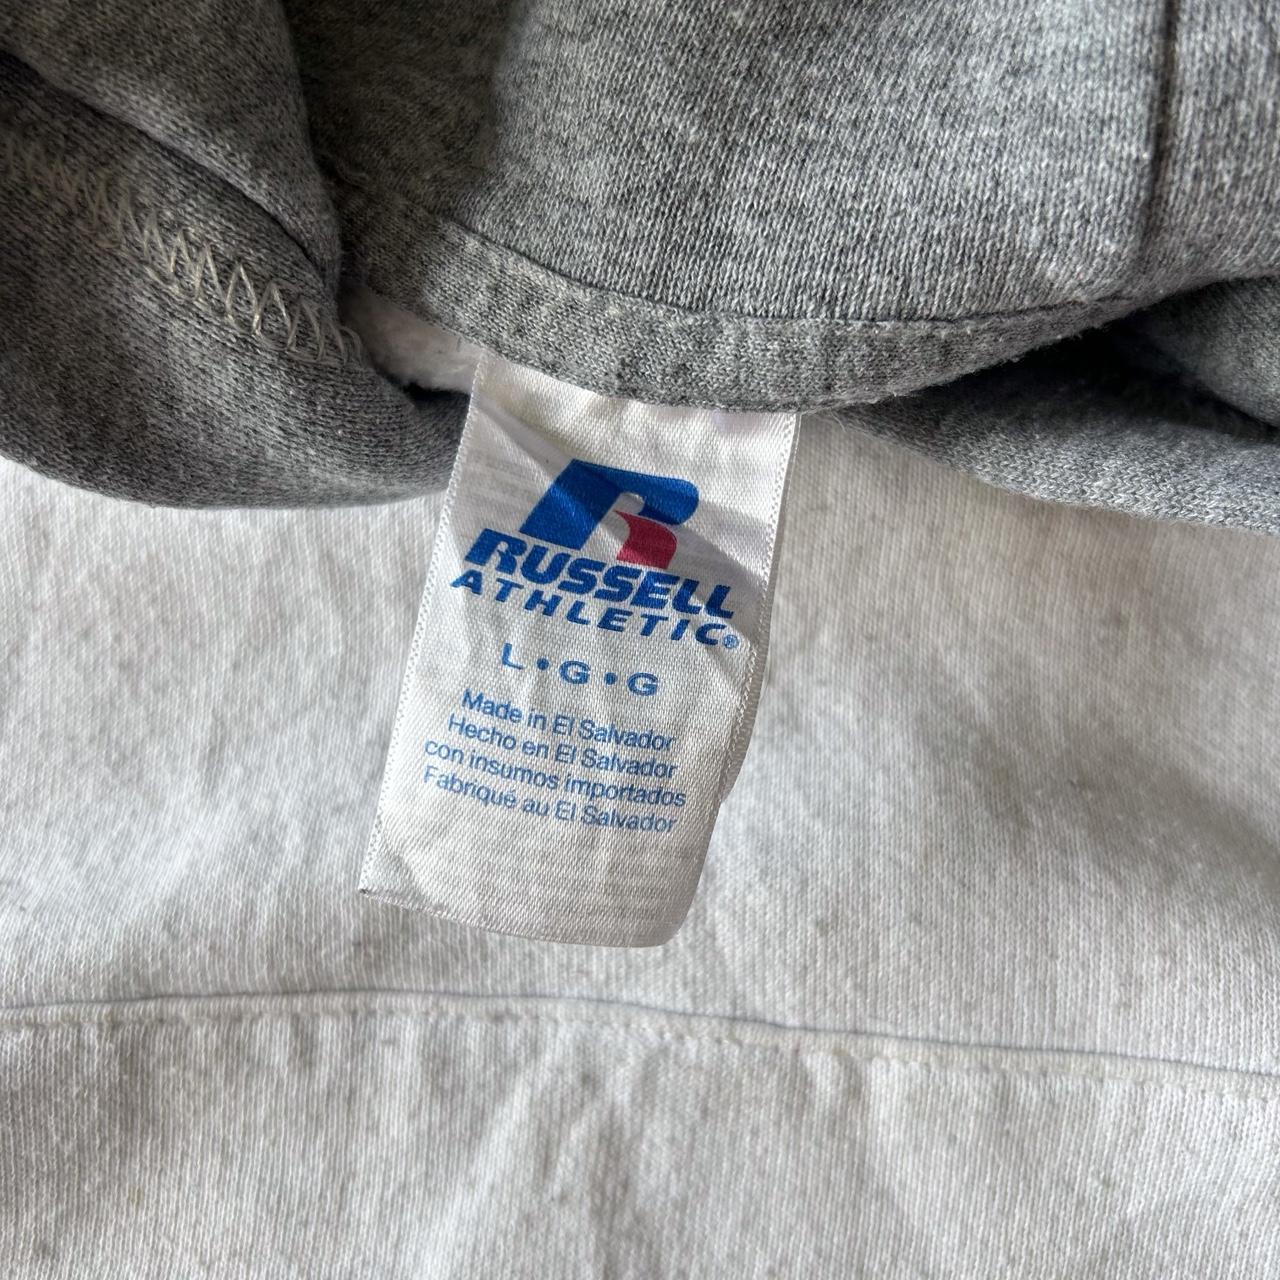 RUSSELL
ATHLETIC®
L•G•G
Made in El Salvador
Hecho en El Salvador
con insumos importados
Fabriqué au El Salvador